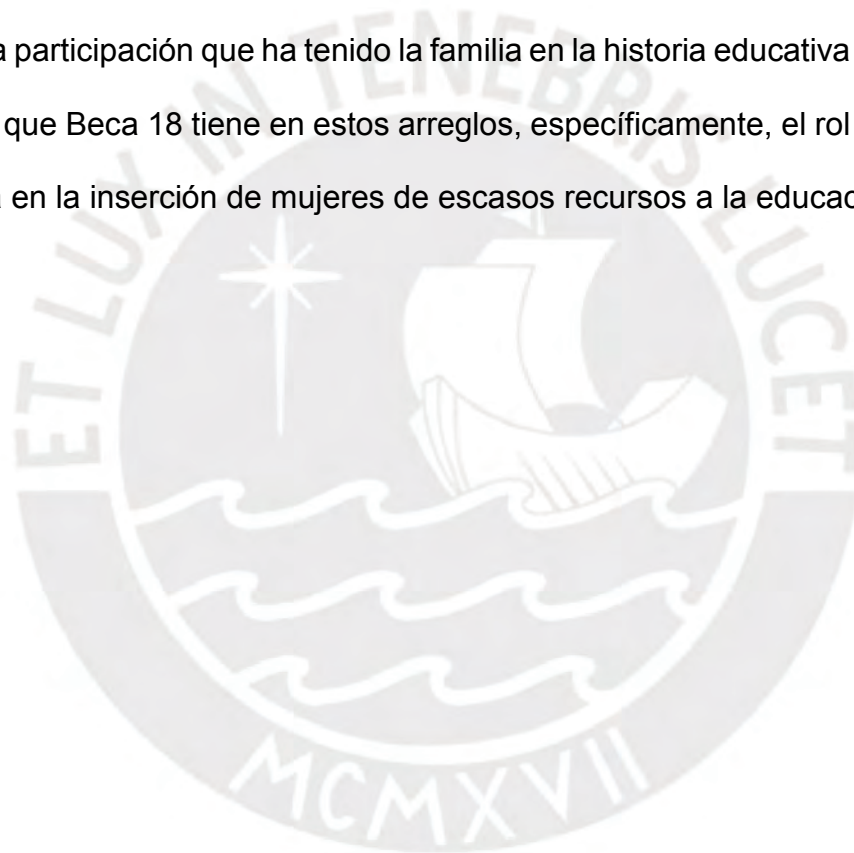 a participación que ha tenido la familia en la historia educativa
que Beca 18 tiene en estos arreglos, específicamente, el rol
en la inserción de mujeres de escasos recursos a la
ET LUX IN TENEBRIS LUCET
MCMXVII